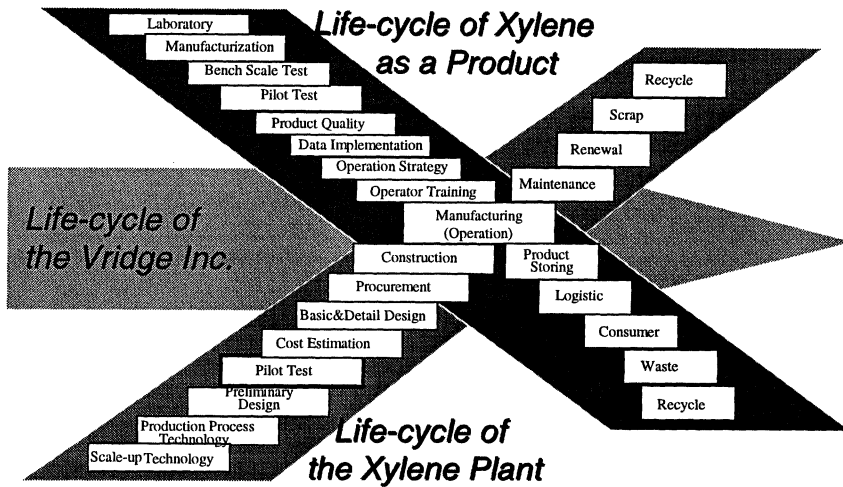 Life-cycle of Xylene
as a Product
Laboratory
Manufacturization
Bench Scale Test
Pilot Test
Product Quality
Data Implementation
Operation Strategy
Operator Training
Manufacturing
(Operation)
Product
Storing
Logistic
Consumer
Waste
Recycle
Recycle
Scrap
Renewal
Maintenance
Life-cycle of
the Vridge Inc.
Construction
Procurement
Basic&Detail Design
Cost Estimation
Pilot Test
Preliminary
Design
Production Process
Technology
Scale-up Technology
Life-cycle of
the Xylene Plant